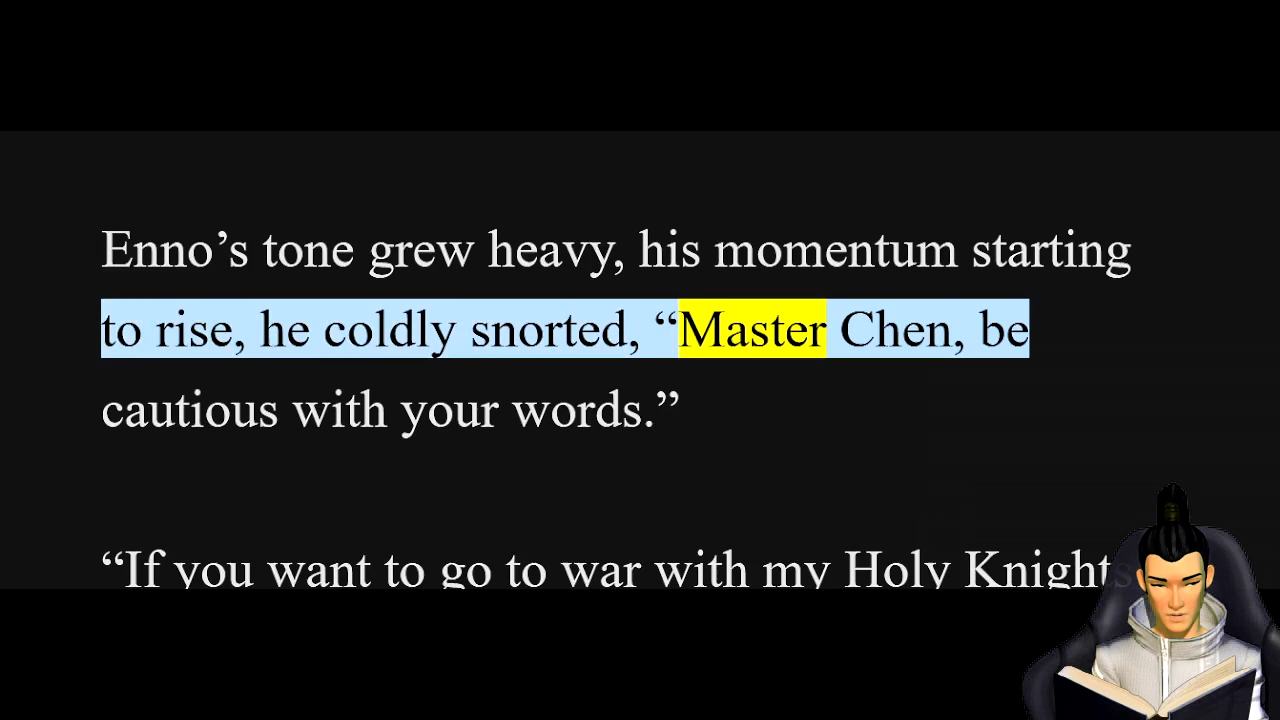 Enno’s tone grew heavy, his momentum starting
to rise, he coldly snorted, “Master Chen, be
cautious with your words.”
“If you want to go to war with my Holy Knights